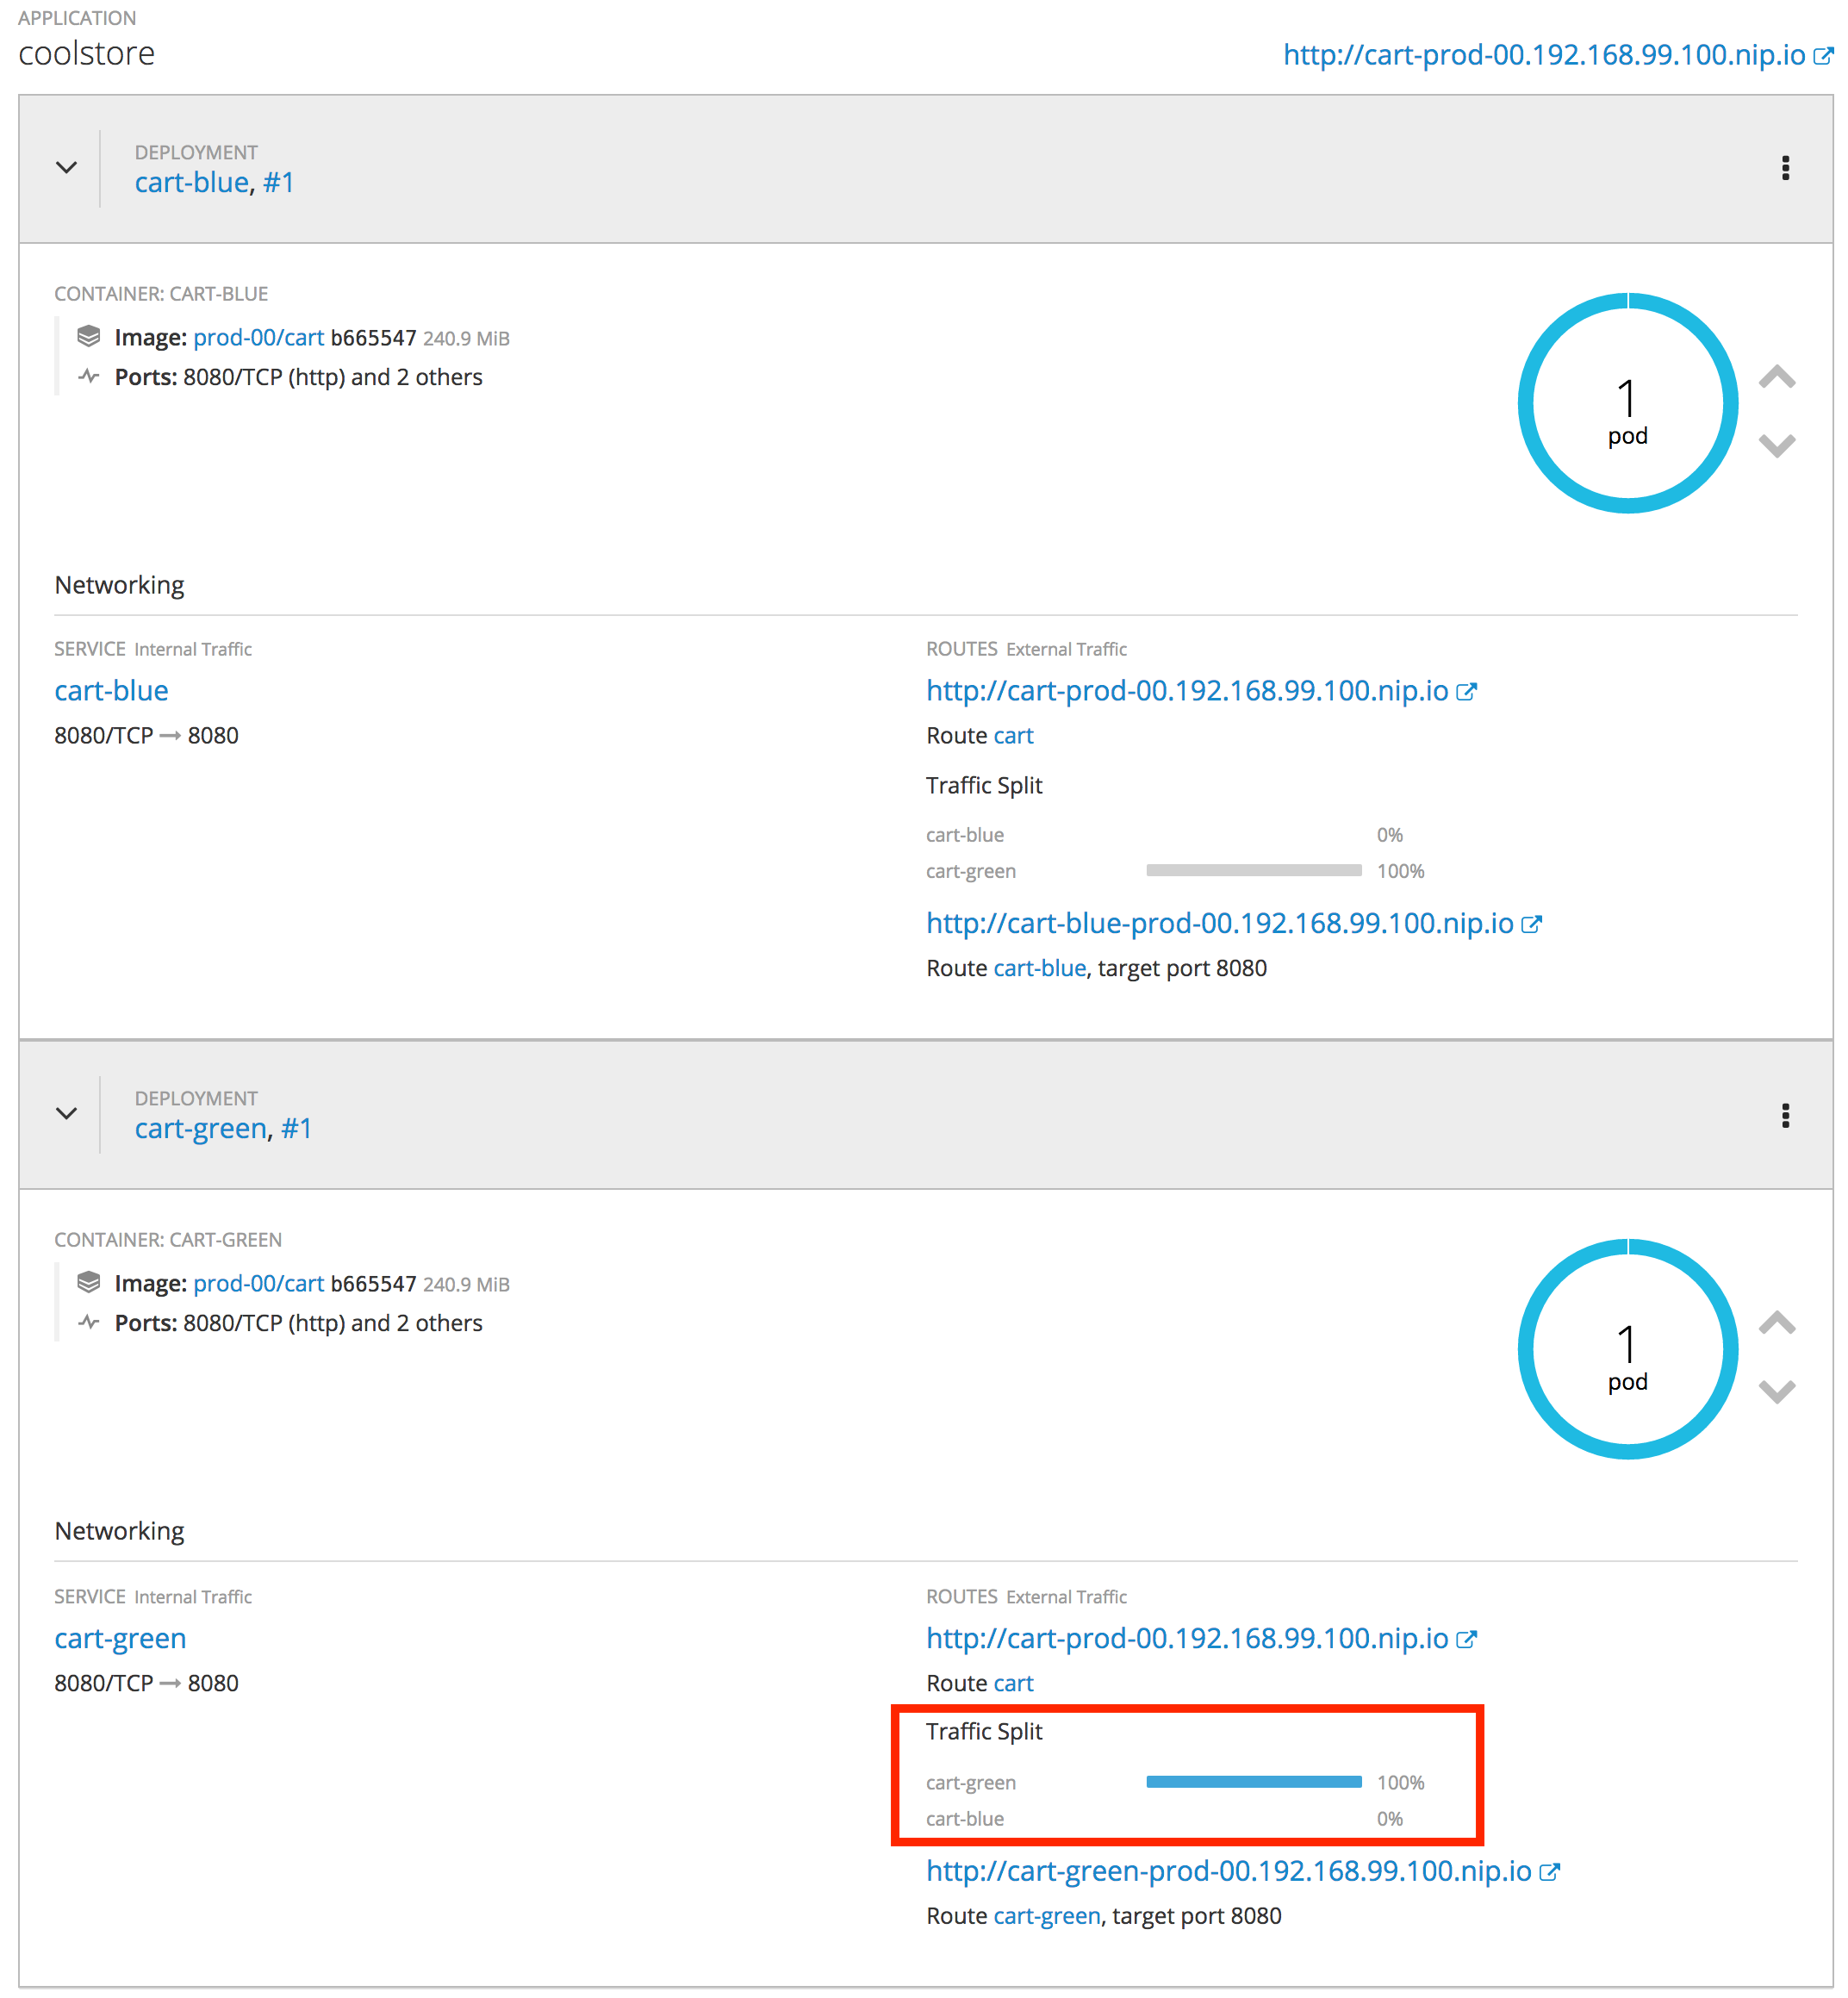 APPLICATION
coolstore
http://cart-prod-00.192.168.99.100.nip.io
DEPLOYMENT
cart-blue, #1
CONTAINER: CART-BLUE
Image: prod-00/cart b665547 240.9 MiB
Ports: 8080/TCP (http) and 2 others
1
pod
Networking
SERVICE Internal Traffic
cart-blue
8080/TCP → 8080
ROUTES External Traffic
http://cart-prod-00.192.168.99.100.nip.io
Route cart
Traffic Split
cart-blue 0%
cart-green 100%
http://cart-blue-prod-00.192.168.99.100.nip.io
Route cart-blue, target port 8080
DEPLOYMENT
cart-green, #1
CONTAINER: CART-GREEN
Image: prod-00/cart b665547 240.9 MiB
Ports: 8080/TCP (http) and 2 others
1
pod
Networking
SERVICE Internal Traffic
cart-green
8080/TCP → 8080
ROUTES External Traffic
http://cart-prod-00.192.168.99.100.nip.io
Route cart
Traffic Split
cart-green 100%
cart-blue 0%
http://cart-green-prod-00.192.168.99.100.nip.io
Route cart-green, target port 8080